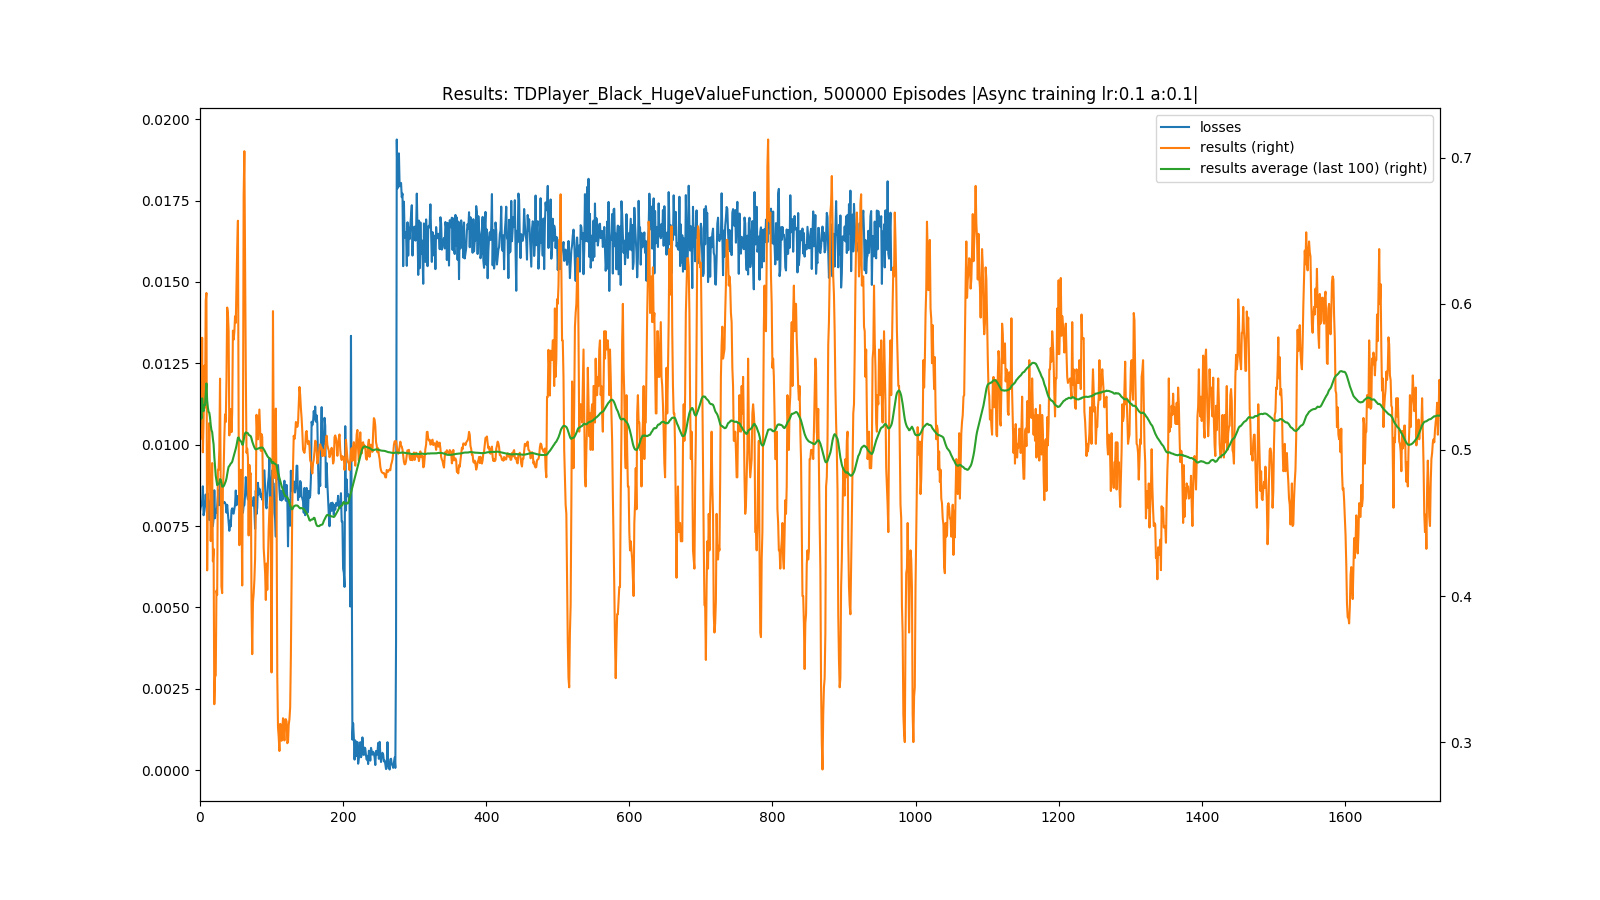 Results: TDPlayer_Black_HugeValueFunction, 500000 Episodes |Async training lr:0.1 a:0.1|
losses
results (right)
results average (last 100) (right)
0.0200
0.0175
0.0150
0.0125
0.0100
0.0075
0.0050
0.0025
0.0000
0.7
0.6
0.5
0.4
0.3
0 200 400 600 800 1000 1200 1400 1600